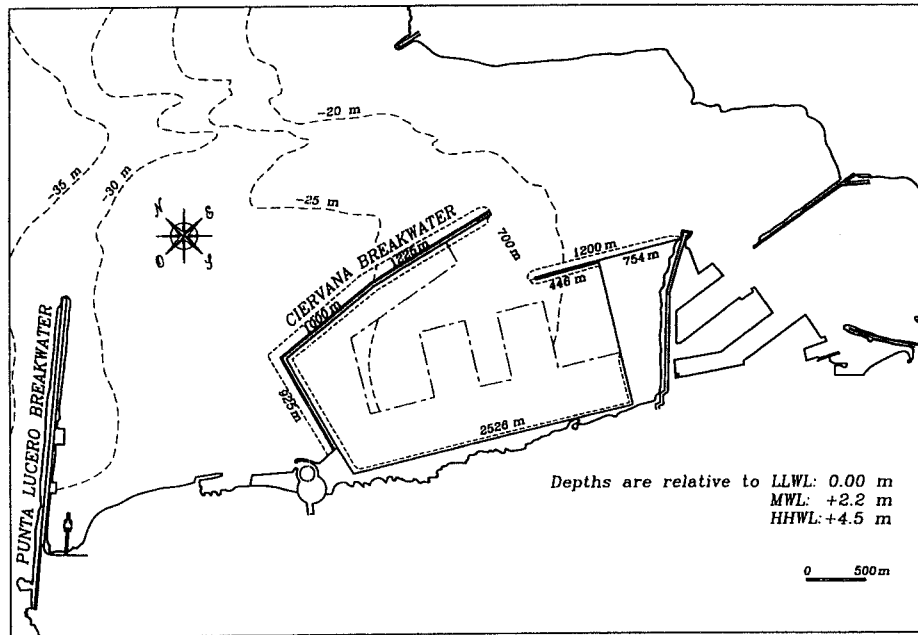 -20 m
-35 m
-30 m
-25 m
N
E
O
S
CIERVANA BREAKWATER
1225 m
1000 m
700 m
1200 m
446 m
754 m
925 m
2526 m
PUNTA LUCERO BREAKWATER
Depths are relative to LLWL: 0.00 m
MWL: +2.2 m
HHWL: +4.5 m
0 500 m